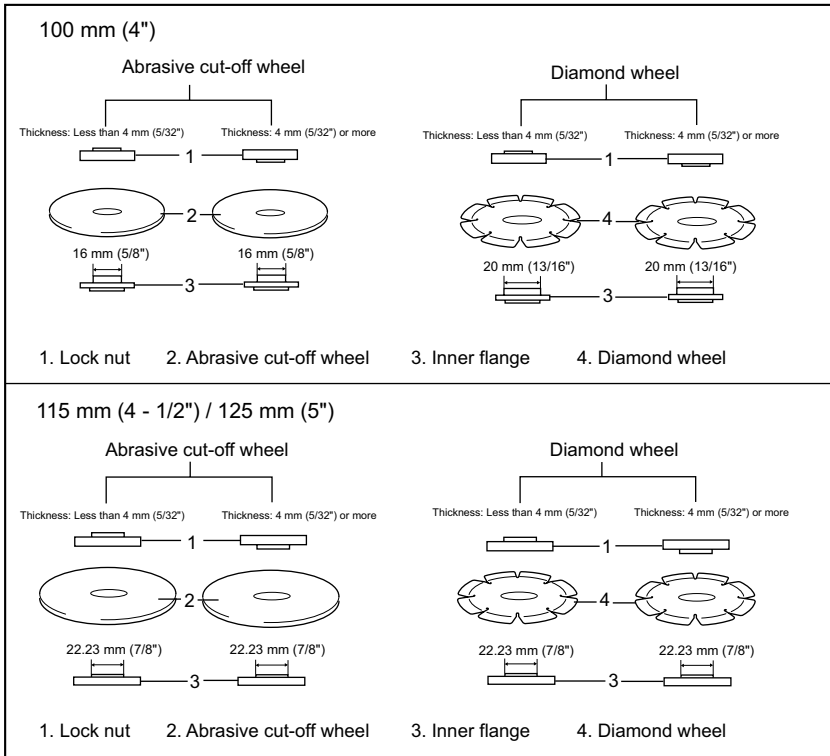 100 mm (4")
Abrasive cut-off wheel
Diamond wheel
Thickness: Less than 4 mm (5/32") Thickness: 4 mm (5/32") or more
Thickness: Less than 4 mm (5/32") Thickness: 4 mm (5/32") or more
1
1
2
4
16 mm (5/8") 16 mm (5/8")
20 mm (13/16") 20 mm (13/16")
3
3
1. Lock nut 2. Abrasive cut-off wheel 3. Inner flange 4. Diamond wheel
115 mm (4 - 1/2") / 125 mm (5")
Abrasive cut-off wheel
Diamond wheel
Thickness: Less than 4 mm (5/32") Thickness: 4 mm (5/32") or more
Thickness: Less than 4 mm (5/32") Thickness: 4 mm (5/32") or more
1
1
2
4
22.23 mm (7/8") 22.23 mm (7/8")
22.23 mm (7/8") 22.23 mm (7/8")
3
3
1. Lock nut 2. Abrasive cut-off wheel 3. Inner flange 4. Diamond wheel